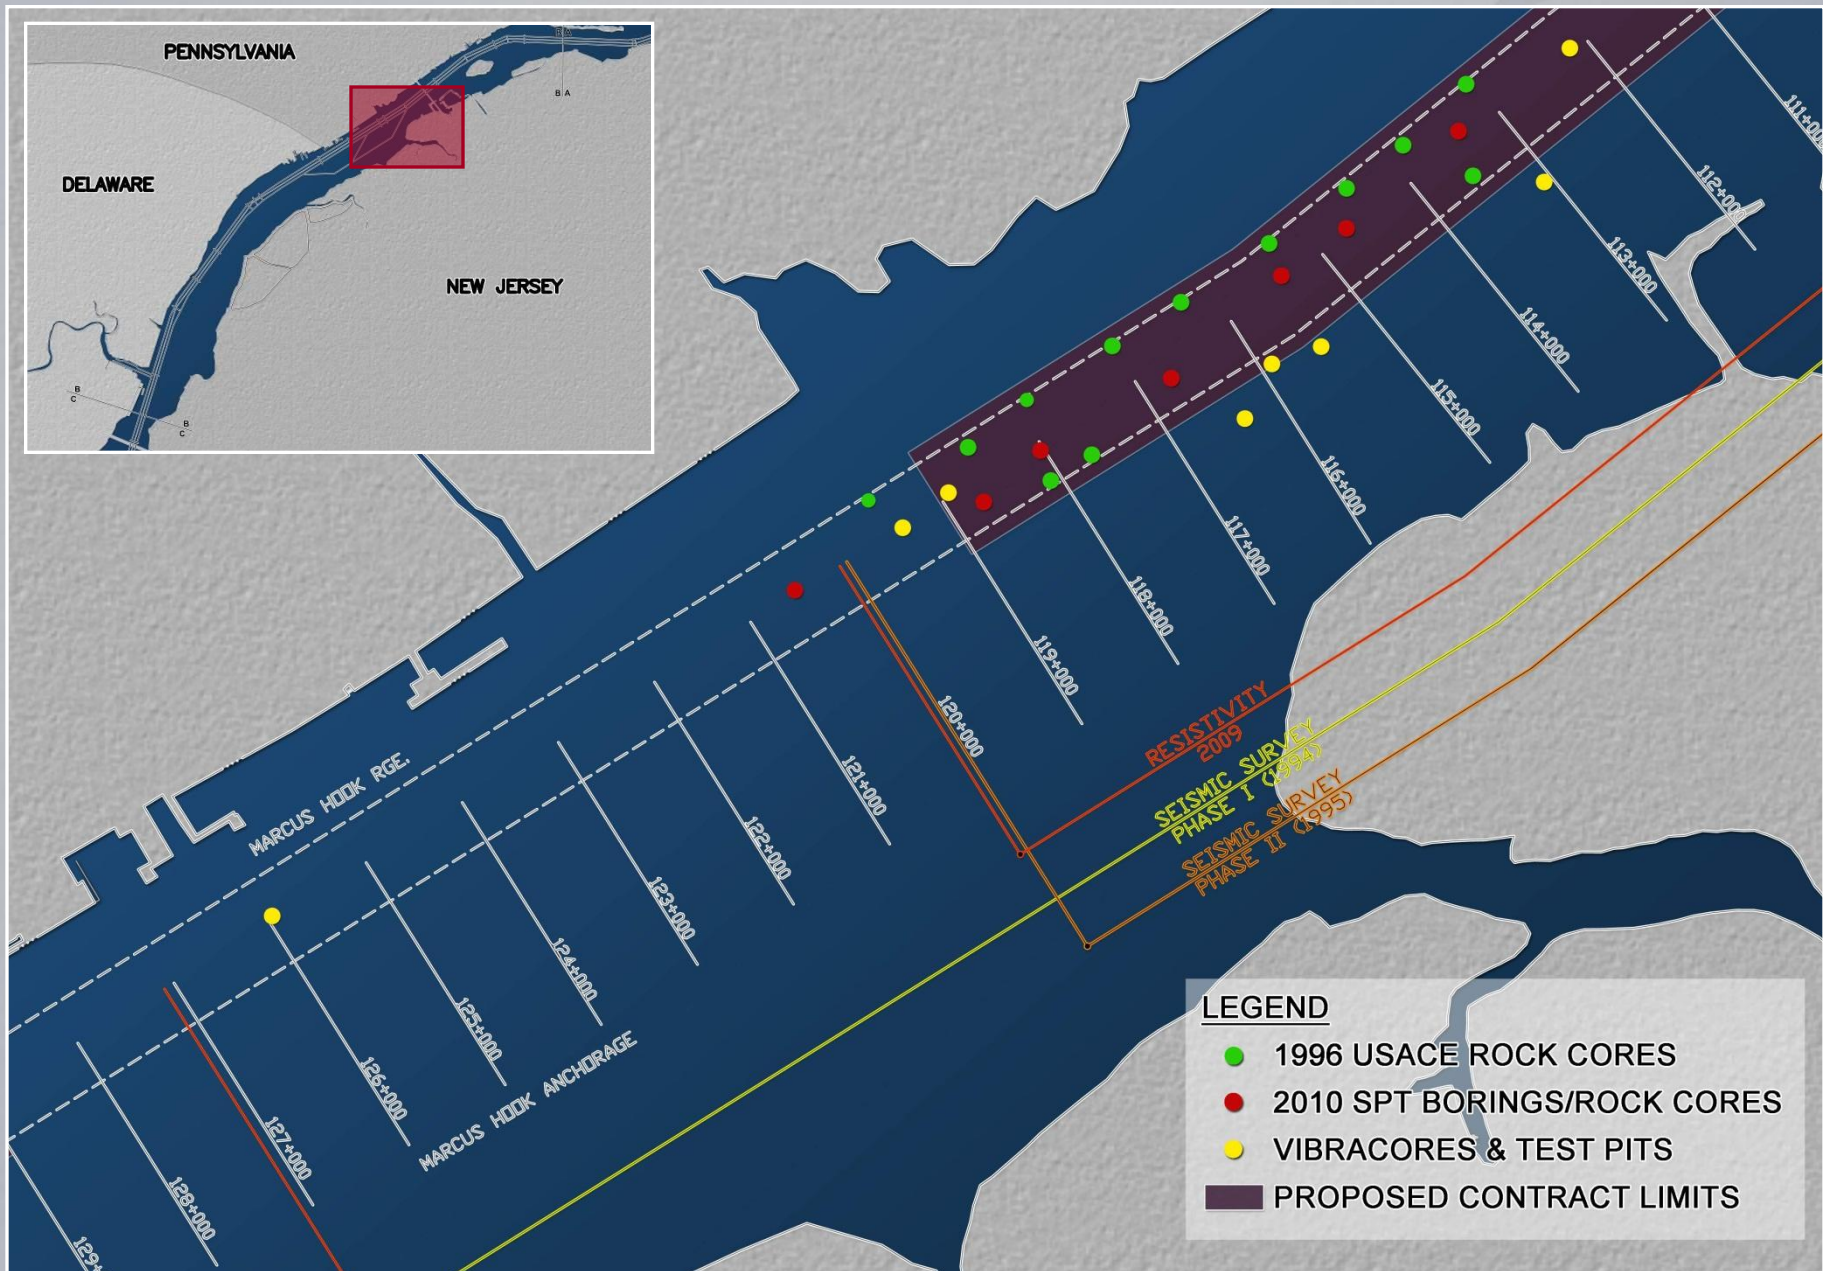 PENNSYLVANIA
DELAWARE
NEW JERSEY
B A
B
C
B
C
111+00
112+000
113+000
114+000
115+000
116+000
117+000
118+000
119+000
120+000
121+000
122+000
123+000
124+000
125+000
126+000
127+000
128+000
129+
MARCUS HOOK RGE.
MARCUS HOOK ANCHORAGE
RESISTIVITY
2009
SEISMIC SURVEY
PHASE I (1994)
SEISMIC SURVEY
PHASE II (1995)
LEGEND
1996 USACE ROCK CORES
2010 SPT BORINGS/ROCK CORES
VIBRACORES & TEST PITS
PROPOSED CONTRACT LIMITS